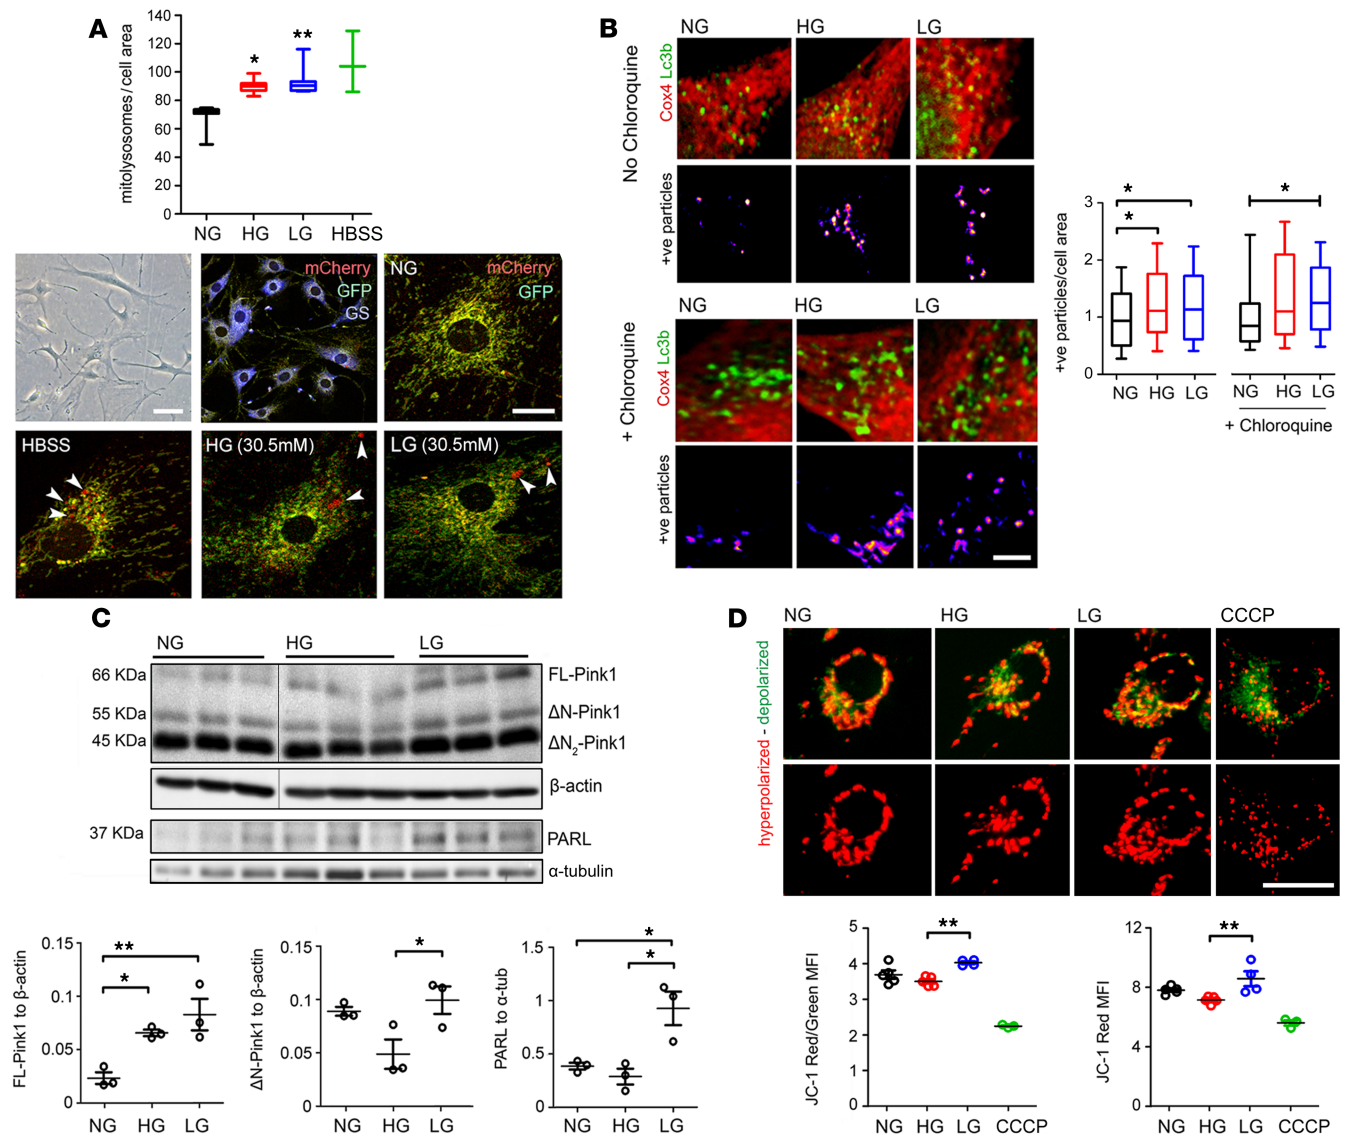 A
mitolysosomes / cell area
140
120
100
80
60
40
20
0
*
**
NG HG LG HBSS
mCherry
GFP
GS
NG
mCherry
GFP
HBSS
HG (30.5mM)
LG (30.5mM)
B
No Chloroquine
NG HG LG
Cox4 Lc3b
+ve particles
+ Chloroquine
NG HG LG
Cox4 Lc3b
+ve particles
+ve particles/cell area
3
2
1
0
*
*
*
NG HG LG
NG HG LG
+ Chloroquine
C
NG HG LG
66 KDa
55 KDa
45 KDa
37 KDa
FL-Pink1
ΔN-Pink1
ΔN2-Pink1
β-actin
PARL
α-tubulin
FL-Pink1 to β-actin
0.15
0.1
0.05
0
**
*
NG HG LG
ΔN-Pink1 to β-actin
0.15
0.1
0.05
0
*
NG HG LG
PARL to α-tub
1.5
1
0.5
0
*
*
NG HG LG
D
NG HG LG CCCP
hyperpolarized - depolarized
JC-1 Red/Green MFI
5
4
3
2
1
0
**
NG HG LG CCCP
JC-1 Red MFI
12
8
4
0
**
NG HG LG CCCP